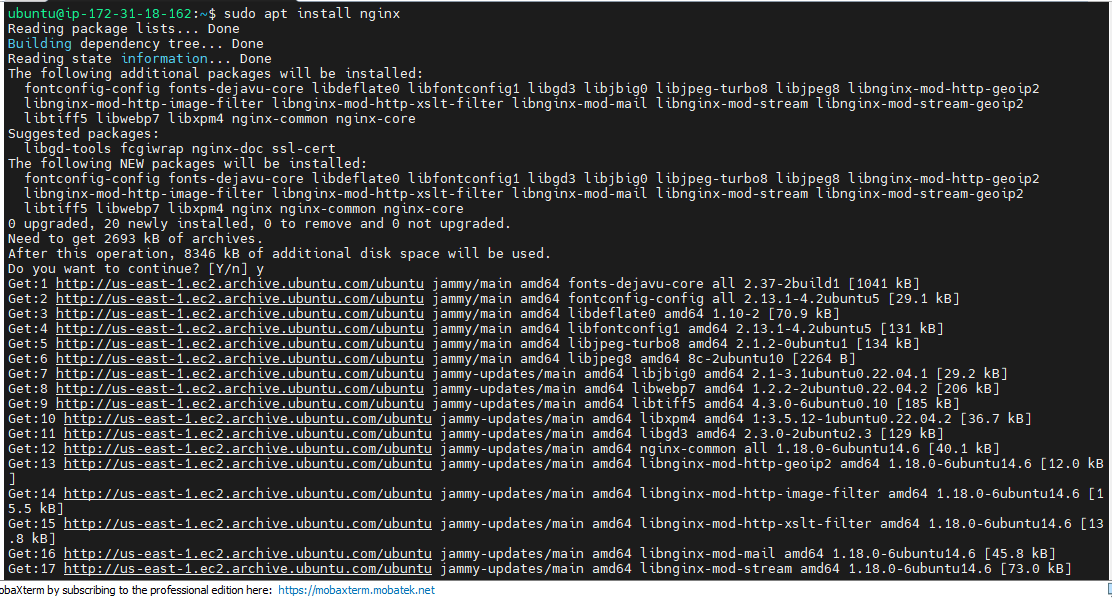 ubuntu@ip-172-31-18-162:~$ sudo apt install nginx
Reading package lists... Done
Building dependency tree... Done
Reading state information... Done
The following additional packages will be installed:
  fontconfig-config fonts-dejavu-core libdeflate0 libfontconfig1 libgd3 libjbig0 libjpeg-turbo8 libjpeg8 libnginx-mod-http-geoip2
  libnginx-mod-http-image-filter libnginx-mod-http-xslt-filter libnginx-mod-mail libnginx-mod-stream libnginx-mod-stream-geoip2
  libtiff5 libwebp7 libxpm4 nginx-common nginx-core
Suggested packages:
  libgd-tools fcgiwrap nginx-doc ssl-cert
The following NEW packages will be installed:
  fontconfig-config fonts-dejavu-core libdeflate0 libfontconfig1 libgd3 libjbig0 libjpeg-turbo8 libjpeg8 libnginx-mod-http-geoip2
  libnginx-mod-http-image-filter libnginx-mod-http-xslt-filter libnginx-mod-mail libnginx-mod-stream libnginx-mod-stream-geoip2
  libtiff5 libwebp7 libxpm4 nginx nginx-common nginx-core
0 upgraded, 20 newly installed, 0 to remove and 0 not upgraded.
Need to get 2693 kB of archives.
After this operation, 8346 kB of additional disk space will be used.
Do you want to continue? [Y/n] y
Get:1 http://us-east-1.ec2.archive.ubuntu.com/ubuntu jammy/main amd64 fonts-dejavu-core all 2.37-2build1 [1041 kB]
Get:2 http://us-east-1.ec2.archive.ubuntu.com/ubuntu jammy/main amd64 fontconfig-config all 2.13.1-4.2ubuntu5 [29.1 kB]
Get:3 http://us-east-1.ec2.archive.ubuntu.com/ubuntu jammy/main amd64 libdeflate0 amd64 1.10-2 [70.9 kB]
Get:4 http://us-east-1.ec2.archive.ubuntu.com/ubuntu jammy/main amd64 libfontconfig1 amd64 2.13.1-4.2ubuntu5 [131 kB]
Get:5 http://us-east-1.ec2.archive.ubuntu.com/ubuntu jammy/main amd64 libjpeg-turbo8 amd64 2.1.2-0ubuntu1 [134 kB]
Get:6 http://us-east-1.ec2.archive.ubuntu.com/ubuntu jammy/main amd64 libjpeg8 amd64 8c-2ubuntu10 [2264 B]
Get:7 http://us-east-1.ec2.archive.ubuntu.com/ubuntu jammy-updates/main amd64 libjbig0 amd64 2.1-3.1ubuntu0.22.04.1 [29.2 kB]
Get:8 http://us-east-1.ec2.archive.ubuntu.com/ubuntu jammy-updates/main amd64 libwebp7 amd64 1.2.2-2ubuntu0.22.04.2 [206 kB]
Get:9 http://us-east-1.ec2.archive.ubuntu.com/ubuntu jammy-updates/main amd64 libtiff5 amd64 4.3.0-6ubuntu0.10 [185 kB]
Get:10 http://us-east-1.ec2.archive.ubuntu.com/ubuntu jammy-updates/main amd64 libxpm4 amd64 1:3.5.12-1ubuntu0.22.04.2 [36.7 kB]
Get:11 http://us-east-1.ec2.archive.ubuntu.com/ubuntu jammy-updates/main amd64 libgd3 amd64 2.3.0-2ubuntu2.3 [129 kB]
Get:12 http://us-east-1.ec2.archive.ubuntu.com/ubuntu jammy-updates/main amd64 nginx-common all 1.18.0-6ubuntu14.6 [40.1 kB]
Get:13 http://us-east-1.ec2.archive.ubuntu.com/ubuntu jammy-updates/main amd64 libnginx-mod-http-geoip2 amd64 1.18.0-6ubuntu14.6 [12.0 kB
]
Get:14 http://us-east-1.ec2.archive.ubuntu.com/ubuntu jammy-updates/main amd64 libnginx-mod-http-image-filter amd64 1.18.0-6ubuntu14.6 [1
5.5 kB]
Get:15 http://us-east-1.ec2.archive.ubuntu.com/ubuntu jammy-updates/main amd64 libnginx-mod-http-xslt-filter amd64 1.18.0-6ubuntu14.6 [13
.8 kB]
Get:16 http://us-east-1.ec2.archive.ubuntu.com/ubuntu jammy-updates/main amd64 libnginx-mod-mail amd64 1.18.0-6ubuntu14.6 [45.8 kB]
Get:17 http://us-east-1.ec2.archive.ubuntu.com/ubuntu jammy-updates/main amd64 libnginx-mod-stream amd64 1.18.0-6ubuntu14.6 [73.0 kB]
obaXterm by subscribing to the professional edition here: https://mobaxterm.mobatek.net